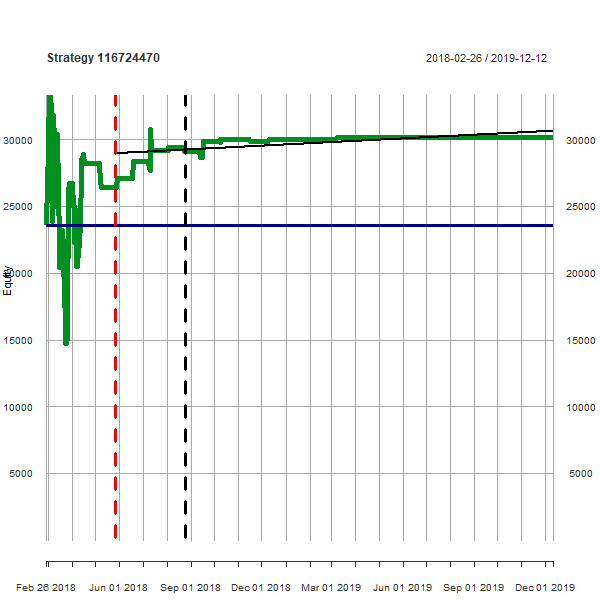 Strategy 116724470
2018-02-26 / 2019-12-12
30000
30000
25000
25000
Equity
20000
20000
15000
15000
10000
10000
5000
5000
Feb 26 2018
Jun 01 2018
Sep 01 2018
Dec 01 2018
Mar 01 2019
Jun 01 2019
Sep 01 2019
Dec 01 2019